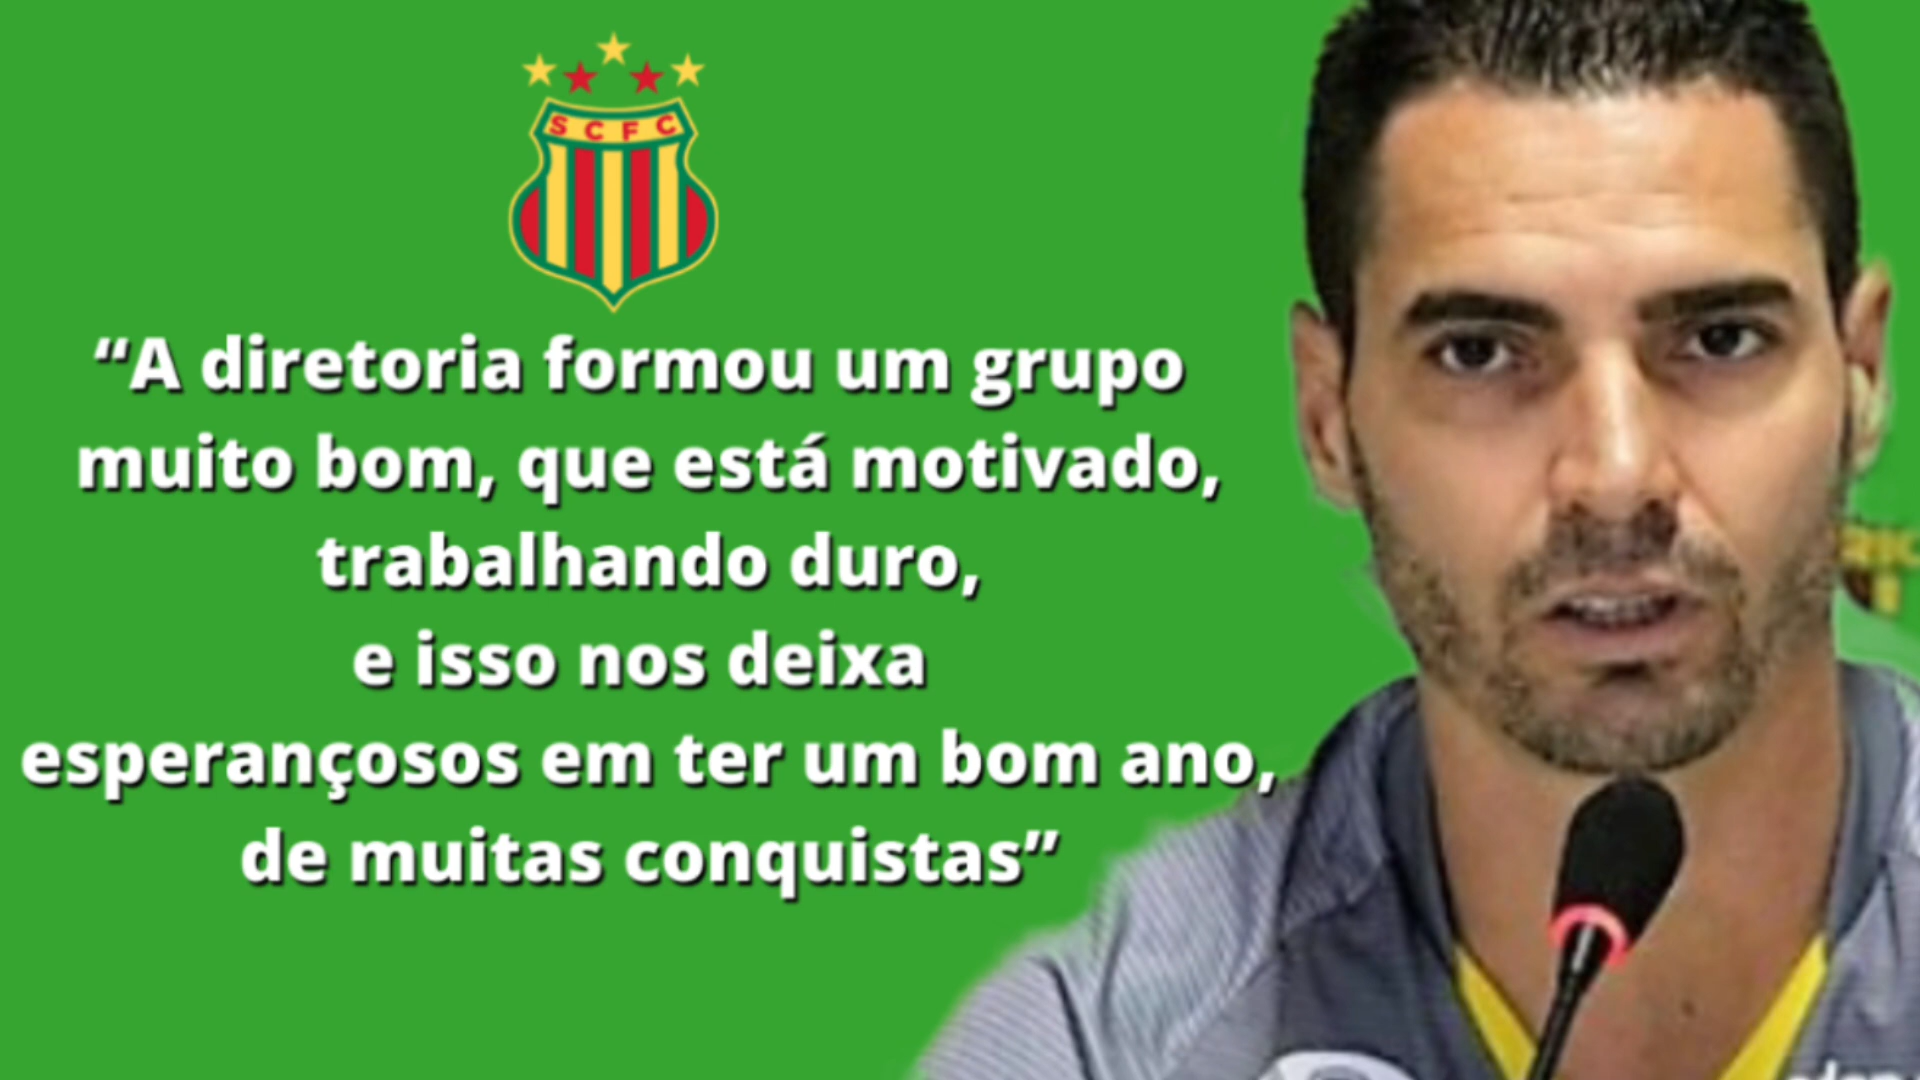 SCFC
“A diretoria formou um grupo
muito bom, que está motivado,
trabalhando duro,
e isso nos deixa
esperançosos em ter um bom ano,
de muitas conquistas”